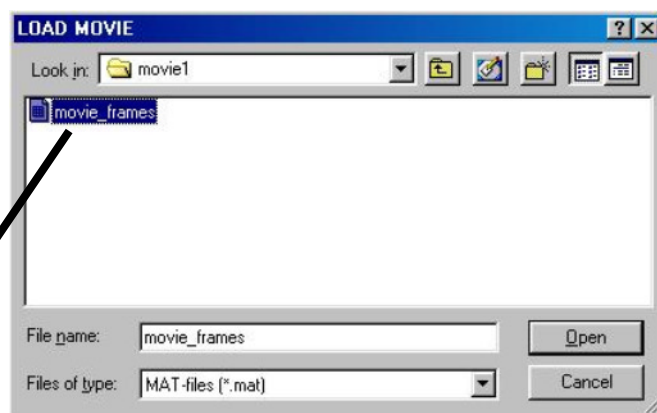 LOAD MOVIE
Look in: movie1
movie_frames
File name: movie_frames Open
Files of type: MAT-files (*.mat) Cancel